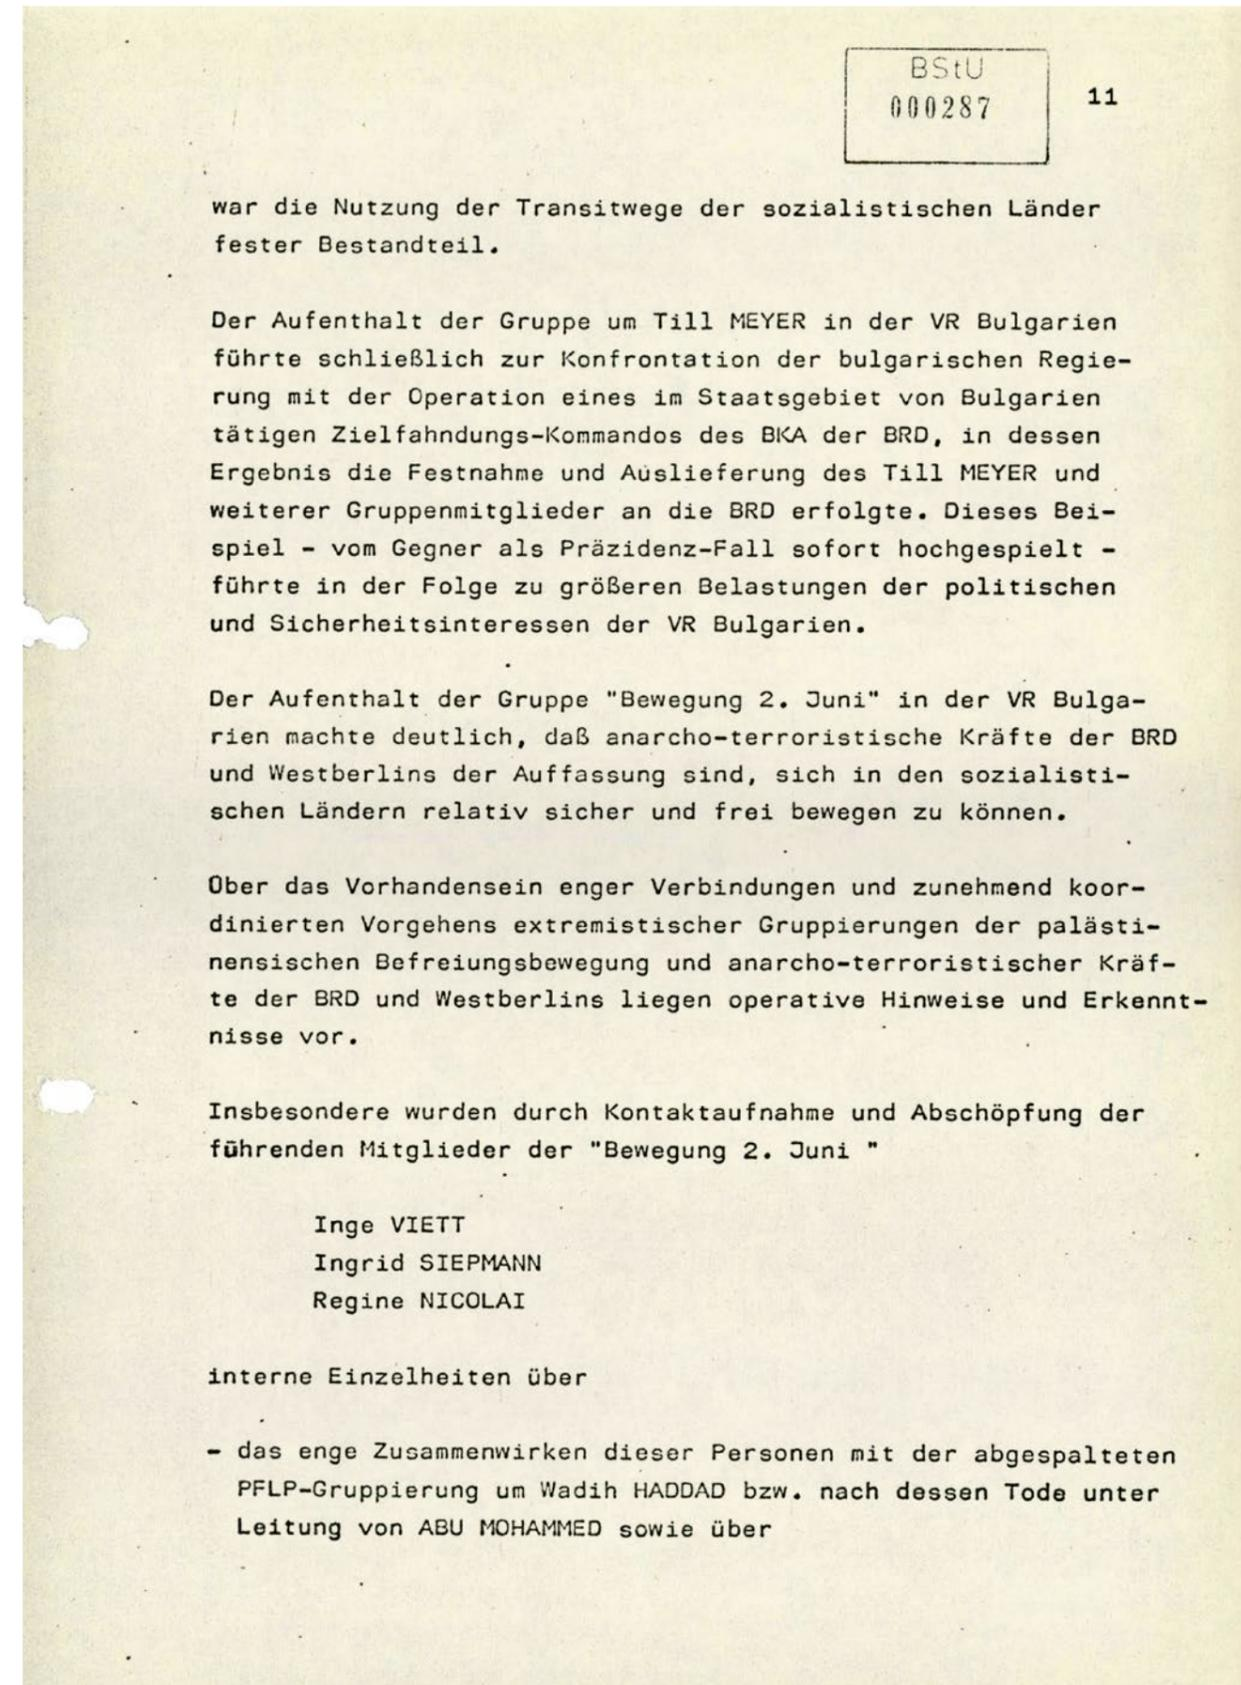 BStU
000287
11
war die Nutzung der Transitwege der sozialistischen Länder
fester Bestandteil.
Der Aufenthalt der Gruppe um Till MEYER in der VR Bulgarien
führte schließlich zur Konfrontation der bulgarischen Regie-
rung mit der Operation eines im Staatsgebiet von Bulgarien
tätigen Zielfahndungs-Kommandos des BKA der BRD, in dessen
Ergebnis die Festnahme und Auslieferung des Till MEYER und
weiterer Gruppenmitglieder an die BRD erfolgte. Dieses Bei-
spiel - vom Gegner als Präzidenz-Fall sofort hochgespielt -
führte in der Folge zu größeren Belastungen der politischen
und Sicherheitsinteressen der VR Bulgarien.
Der Aufenthalt der Gruppe "Bewegung 2. Juni" in der VR Bulga-
rien machte deutlich, daß anarcho-terroristische Kräfte der BRD
und Westberlins der Auffassung sind, sich in den sozialisti-
schen Ländern relativ sicher und frei bewegen zu können.
Über das Vorhandensein enger Verbindungen und zunehmend koor-
dinierten Vorgehens extremistischer Gruppierungen der palästi-
nensischen Befreiungsbewegung und anarcho-terroristischer Kräf-
te der BRD und Westberlins liegen operative Hinweise und Erkennt-
nisse vor.
Insbesondere wurden durch Kontaktaufnahme und Abschöpfung der
führenden Mitglieder der "Bewegung 2. Juni "
Inge VIETT
Ingrid SIEPMANN
Regine NICOLAI
interne Einzelheiten über
- das enge Zusammenwirken dieser Personen mit der abgespalteten
PFLP-Gruppierung um Wadih HADDAD bzw. nach dessen Tode unter
Leitung von ABU MOHAMMED sowie über